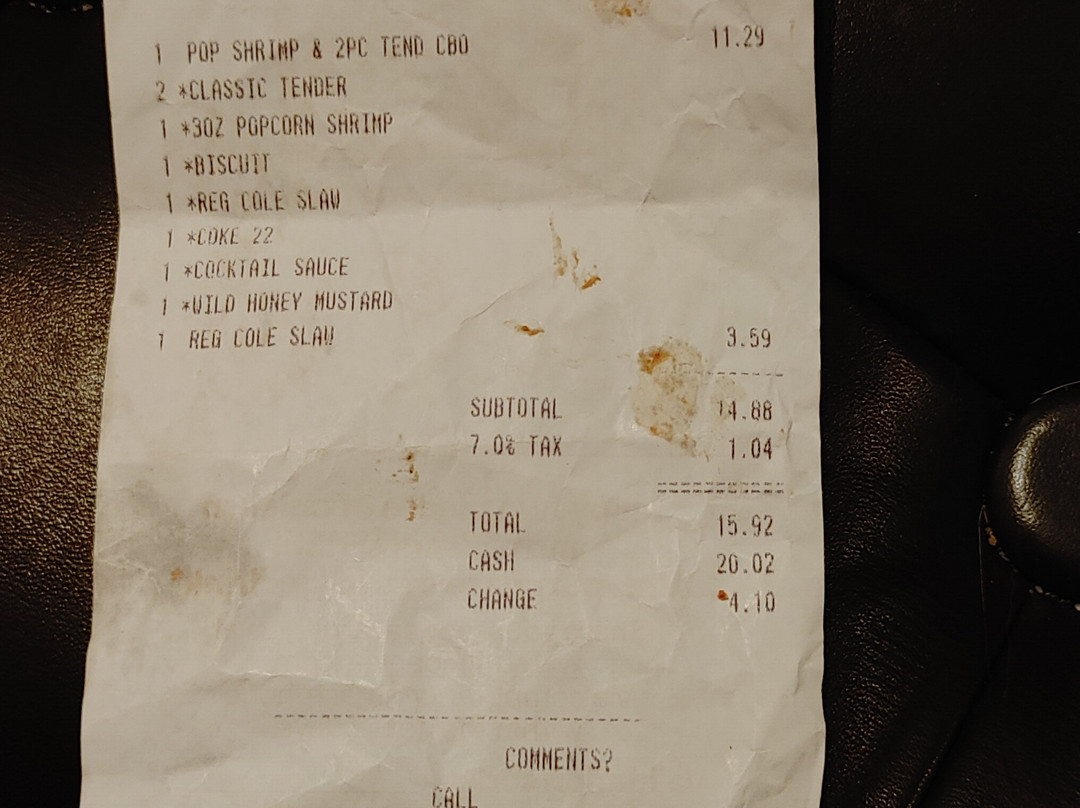 1 POP SHRIMP & 2PC TEND CBO 11.29
2 *CLASSIC TENDER
1 *3OZ POPCORN SHRIMP
1 *BISCUIT
1 *REG COLE SLAW
1 *COKE 22
1 *COCKTAIL SAUCE
1 *WILD HONEY MUSTARD
1 REG COLE SLAW 3.59
SUBTOTAL 14.88
7.0% TAX 1.04
TOTAL 15.92
CASH 20.02
CHANGE 4.10
COMMENTS?
CALL